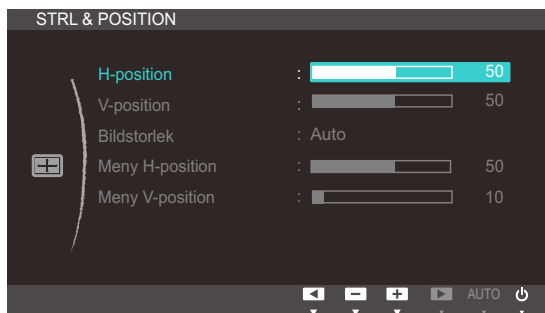 STRL & POSITION
H-position : 50
V-position : 50
Bildstorlek : Auto
Meny H-position : 50
Meny V-position : 10
AUTO